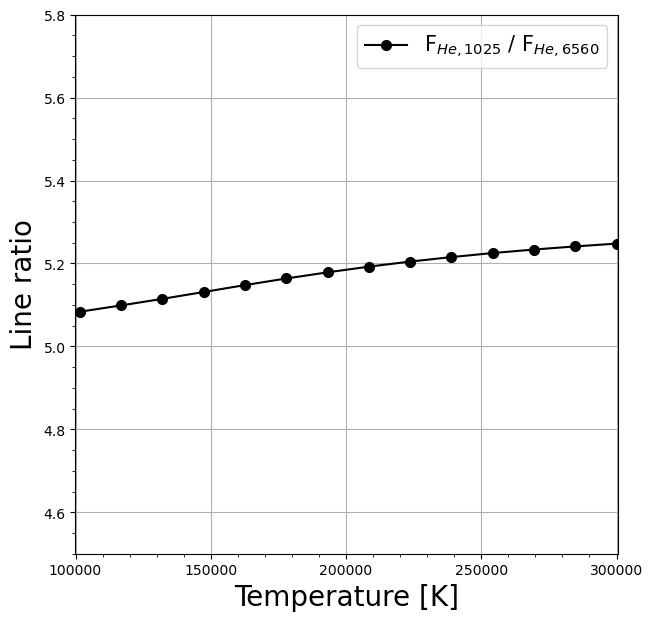 F_{He, 1025} / F_{He, 6560}
5.8
5.6
5.4
5.2
5.0
4.8
4.6
Line ratio
100000 150000 200000 250000 300000
Temperature [K]